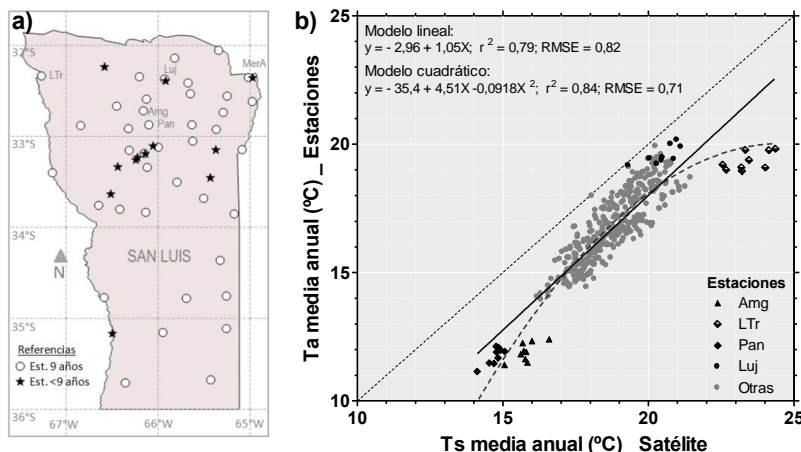 a)
32°S
33°S
34°S
35°S
36°S
67°W
66°W
65°W
LTr
Luj
MerA
Amg
Pan
SAN LUIS
N
Referencias
Est. 9 años
Est. <9 años
b)
Modelo lineal:
y = - 2,96 + 1,05X; r ² = 0,79; RMSE = 0,82
Modelo cuadrático:
y = - 35,4 + 4,51X -0,0918X ²; r² = 0,84; RMSE = 0,71
Ta media anual (ºC) _ Estaciones
25
20
15
10
10
15
20
25
Ts media anual (ºC) _ Satélite
Estaciones
Amg
LTr
Pan
Luj
Otras